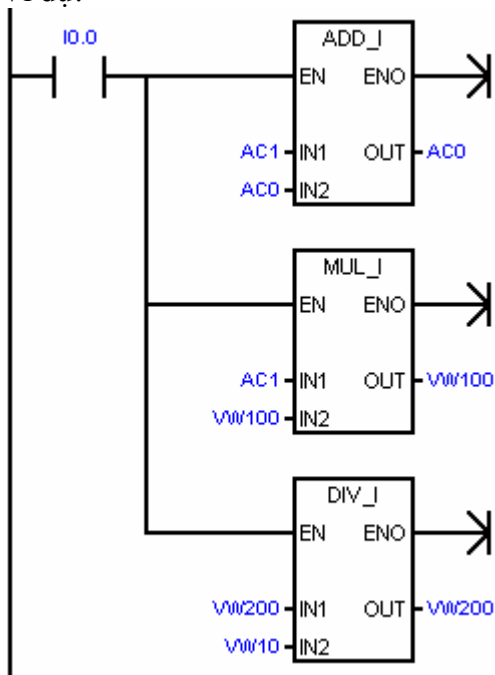 I0.0
ADD_I
EN ENO
AC1 IN1 OUT AC0
AC0 IN2
MUL_I
EN ENO
AC1 IN1 OUT VW100
VW100 IN2
DIV_I
EN ENO
VW200 IN1 OUT VW200
VW10 IN2